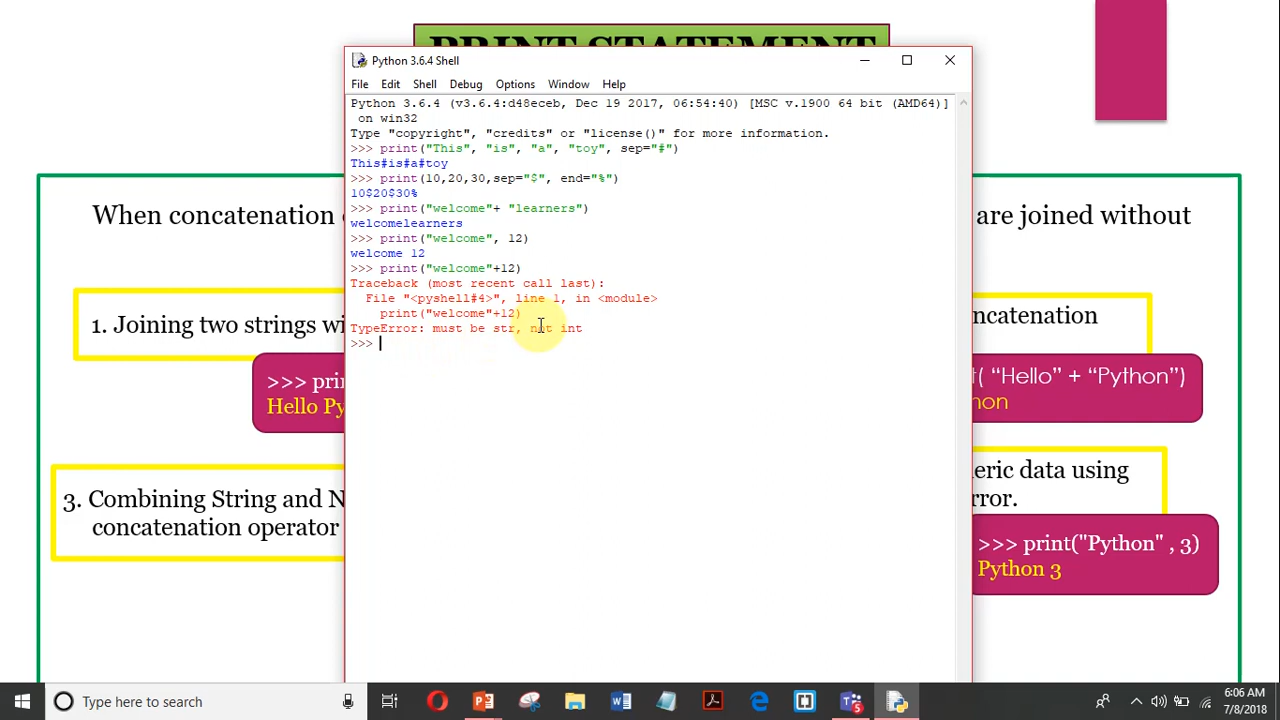 PRINT STATEMENT
Python 3.6.4 Shell
File Edit Shell Debug Options Window Help
Python 3.6.4 (v3.6.4:d48eceb, Dec 19 2017, 06:54:40) [MSC v.1900 64 bit (AMD64)]
on win32
Type "copyright", "credits" or "license()" for more information.
>>> print("This", "is", "a", "toy", sep="#")
This#is#a#toy
>>> print(10,20,30,sep="$", end="%")
10$20$30%
>>> print("welcome"+ "learners")
welcomelearners
>>> print("welcome", 12)
welcome 12
>>> print("welcome"+12)
Traceback (most recent call last):
File "<pyshell#4>", line 1, in <module>
print("welcome"+12)
TypeError: must be str, not int
>>>
When concatenation
are joined without
1. Joining two strings
>>> pri
Hello Py
3. Combining String and N
concatenation operator
ncatenation
t( “Hello” + “Python”)
hon
eric data using
rror.
>>> print("Python" , 3)
Python 3
Type here to search
6:06 AM
7/8/2018